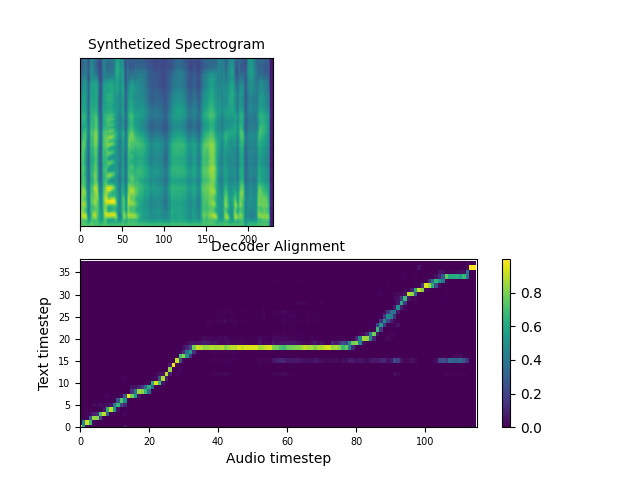 Synthetized Spectrogram
0 50 100 150 200
Decoder Alignment
35
30
25
20
15
10
5
0
Text timestep
0 20 40 60 80 100
Audio timestep
0.8
0.6
0.4
0.2
0.0